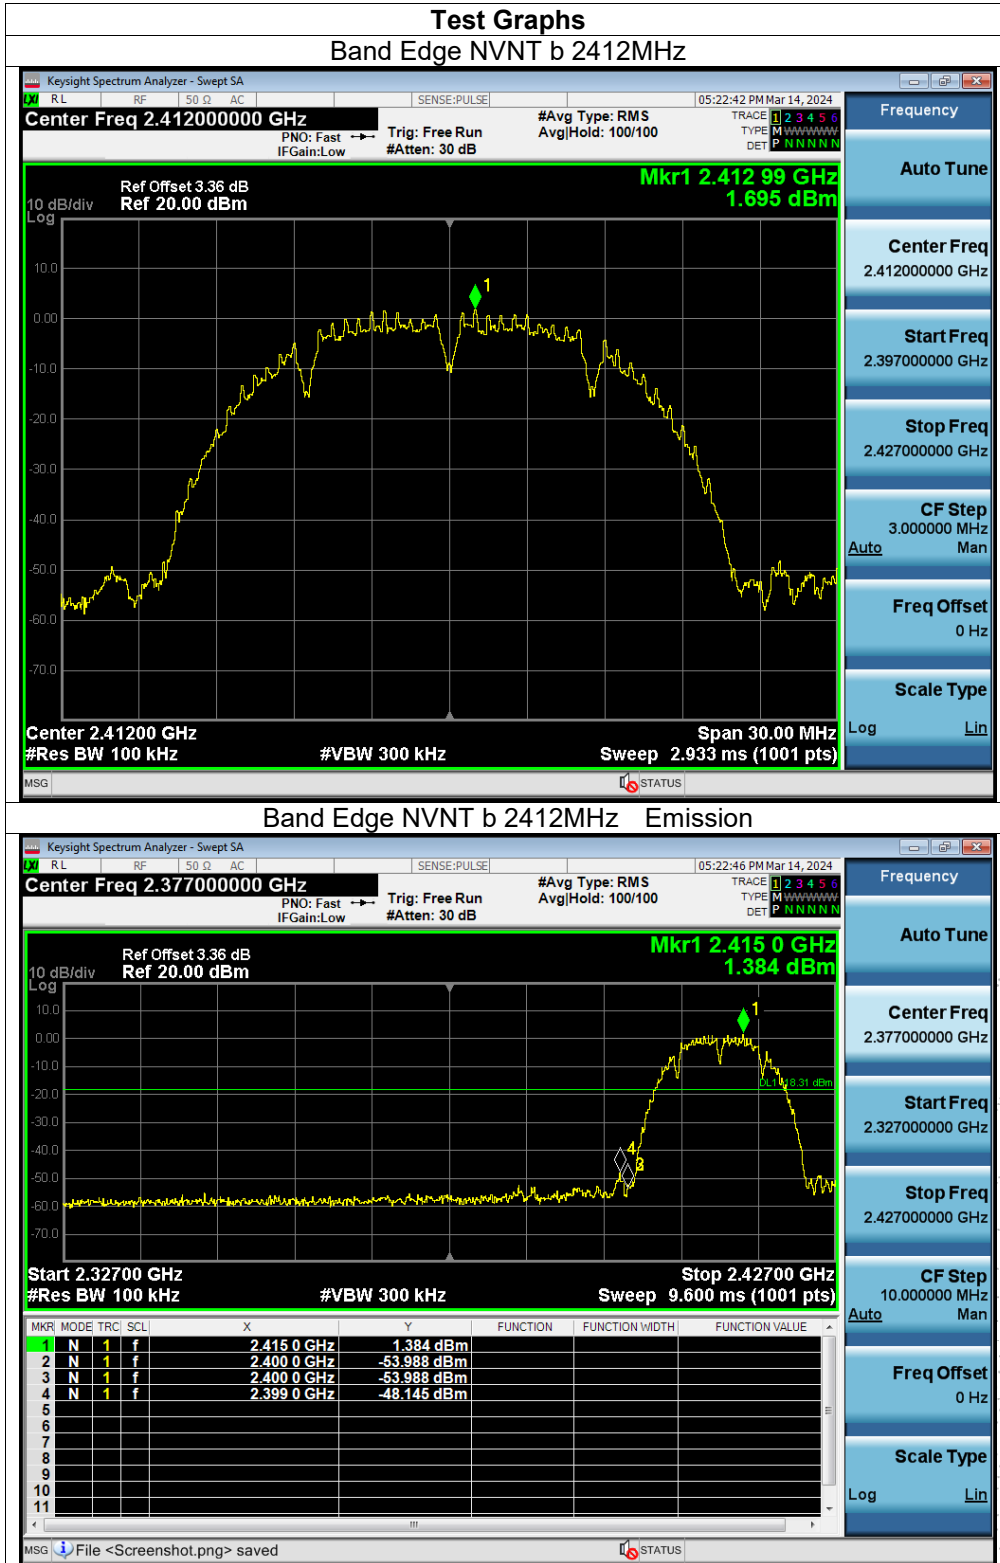 Test Graphs
Band Edge NVNT b 2412MHz
Keysight Spectrum Analyzer - Swept SA
LXI RL RF 50 Ω AC SENSE:PULSE 05:22:42 PM Mar 14, 2024
Center Freq 2.412000000 GHz
PNO: Fast
IFGain:Low
Trig: Free Run
#Atten: 30 dB
#Avg Type: RMS
Avg|Hold: 100/100
TRACE 1 2 3 4 5 6
TYPE M WWWWW
DET P N N N N N
Frequency
Auto Tune
Center Freq
2.412000000 GHz
Start Freq
2.397000000 GHz
Stop Freq
2.427000000 GHz
CF Step
3.000000 MHz
Auto Man
Freq Offset
0 Hz
Scale Type
Log Lin
Mkr1 2.412 99 GHz
1.695 dBm
Ref Offset 3.36 dB
10 dB/div Ref 20.00 dBm
Log
1
10.0
0.00
-10.0
-20.0
-30.0
-40.0
-50.0
-60.0
-70.0
Center 2.41200 GHz Span 30.00 MHz
#Res BW 100 kHz #VBW 300 kHz Sweep 2.933 ms (1001 pts)
MSG STATUS
Band Edge NVNT b 2412MHz Emission
Keysight Spectrum Analyzer - Swept SA
LXI RL RF 50 Ω AC SENSE:PULSE 05:22:46 PM Mar 14, 2024
Center Freq 2.377000000 GHz
PNO: Fast
IFGain:Low
Trig: Free Run
#Atten: 30 dB
#Avg Type: RMS
Avg|Hold: 100/100
TRACE 1 2 3 4 5 6
TYPE M WWWWW
DET P N N N N N
Frequency
Auto Tune
Center Freq
2.377000000 GHz
Start Freq
2.327000000 GHz
Stop Freq
2.427000000 GHz
CF Step
10.000000 MHz
Auto Man
Freq Offset
0 Hz
Scale Type
Log Lin
Mkr1 2.415 0 GHz
1.384 dBm
Ref Offset 3.36 dB
10 dB/div Ref 20.00 dBm
Log
1
10.0
0.00
-10.0
-20.0
-30.0
-40.0
-50.0
-60.0
-70.0
DL1 -18.31 dBm
4
Start 2.32700 GHz Stop 2.42700 GHz
#Res BW 100 kHz #VBW 300 kHz Sweep 9.600 ms (1001 pts)
MKR MODE TRC SCL X Y FUNCTION FUNCTION WIDTH FUNCTION VALUE
1 N 1 f 2.415 0 GHz 1.384 dBm
2 N 1 f 2.400 0 GHz -53.988 dBm
3 N 1 f 2.400 0 GHz -53.988 dBm
4 N 1 f 2.399 0 GHz -48.145 dBm
5
6
7
8
9
10
11
MSG File <Screenshot.png> saved STATUS